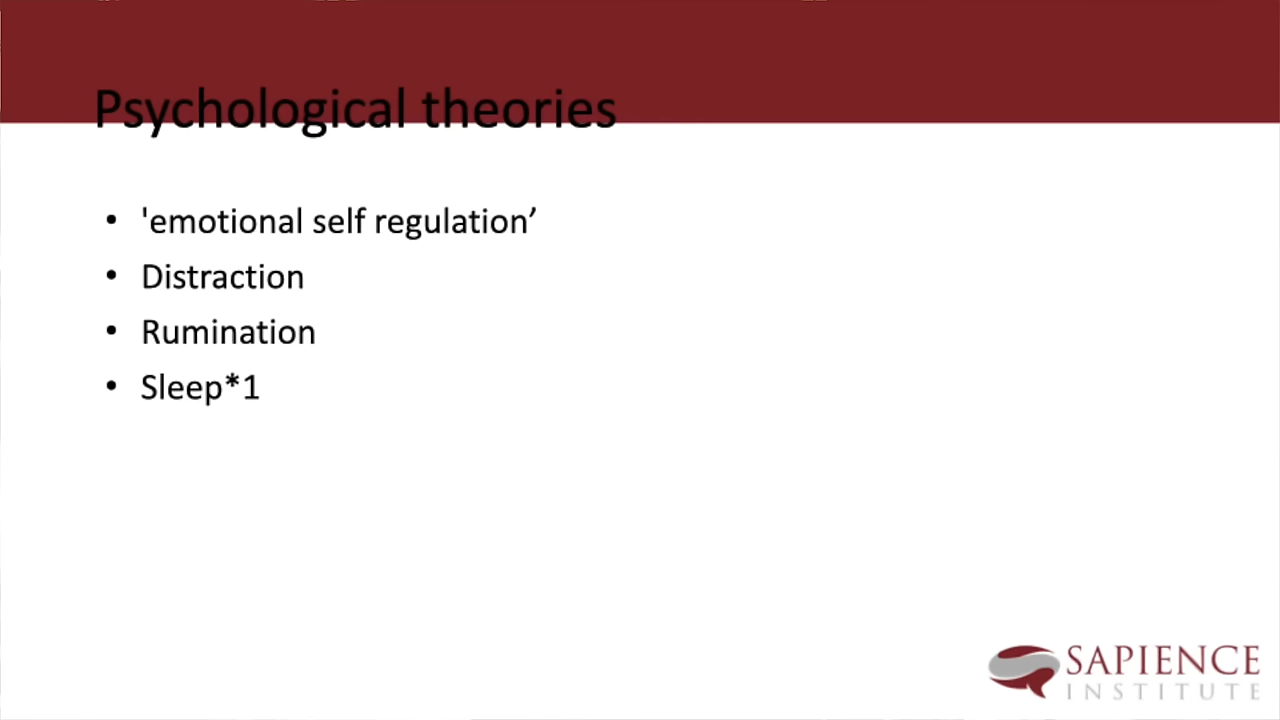 Psychological theories
• 'emotional self regulation’
• Distraction
• Rumination
• Sleep*1
SAPIENCE
INSTITUTE